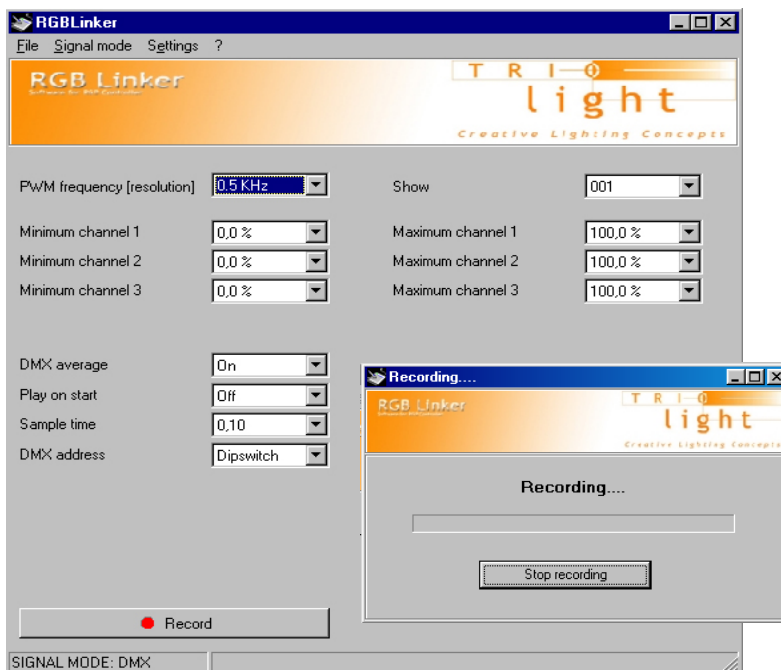 RGBLinker
File Signal mode Settings ?
RGB Linker
TRIO
light
Creative Lighting Concepts
PWM frequency [resolution] 0.5 KHz Show 001
Minimum channel 1 0,0 % Maximum channel 1 100,0 %
Minimum channel 2 0,0 % Maximum channel 2 100,0 %
Minimum channel 3 0,0 % Maximum channel 3 100,0 %
DMX average On
Play on start Off
Sample time 0,10
DMX address Dipswitch
Record
SIGNAL MODE: DMX
Recording....
RGB Linker
TRIO
light
Creative Lighting Concepts
Recording....
Stop recording